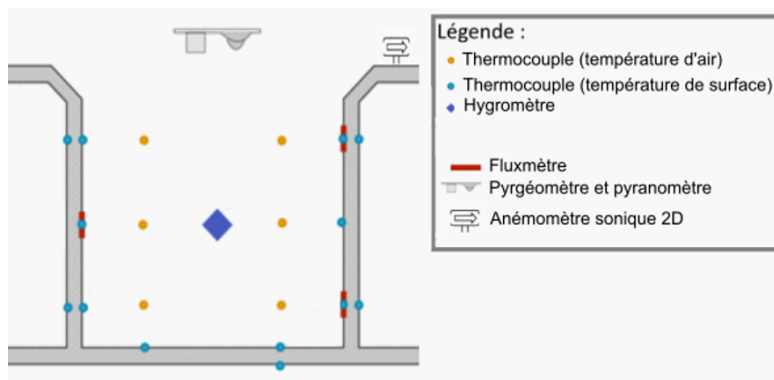 Légende :
Thermocouple (température d'air)
Thermocouple (température de surface)
Hygromètre
Fluxmètre
Pyrgéomètre et pyranomètre
Anémomètre sonique 2D